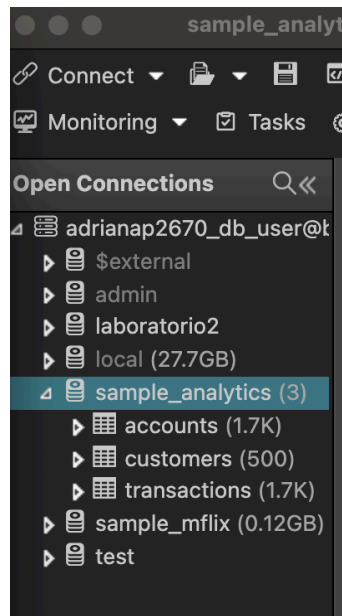 sample_analyt
Connect
Monitoring Tasks
Open Connections
adrianap2670_db_user@b
$external
admin
laboratorio2
local (27.7GB)
sample_analytics (3)
accounts (1.7K)
customers (500)
transactions (1.7K)
sample_mflix (0.12GB)
test